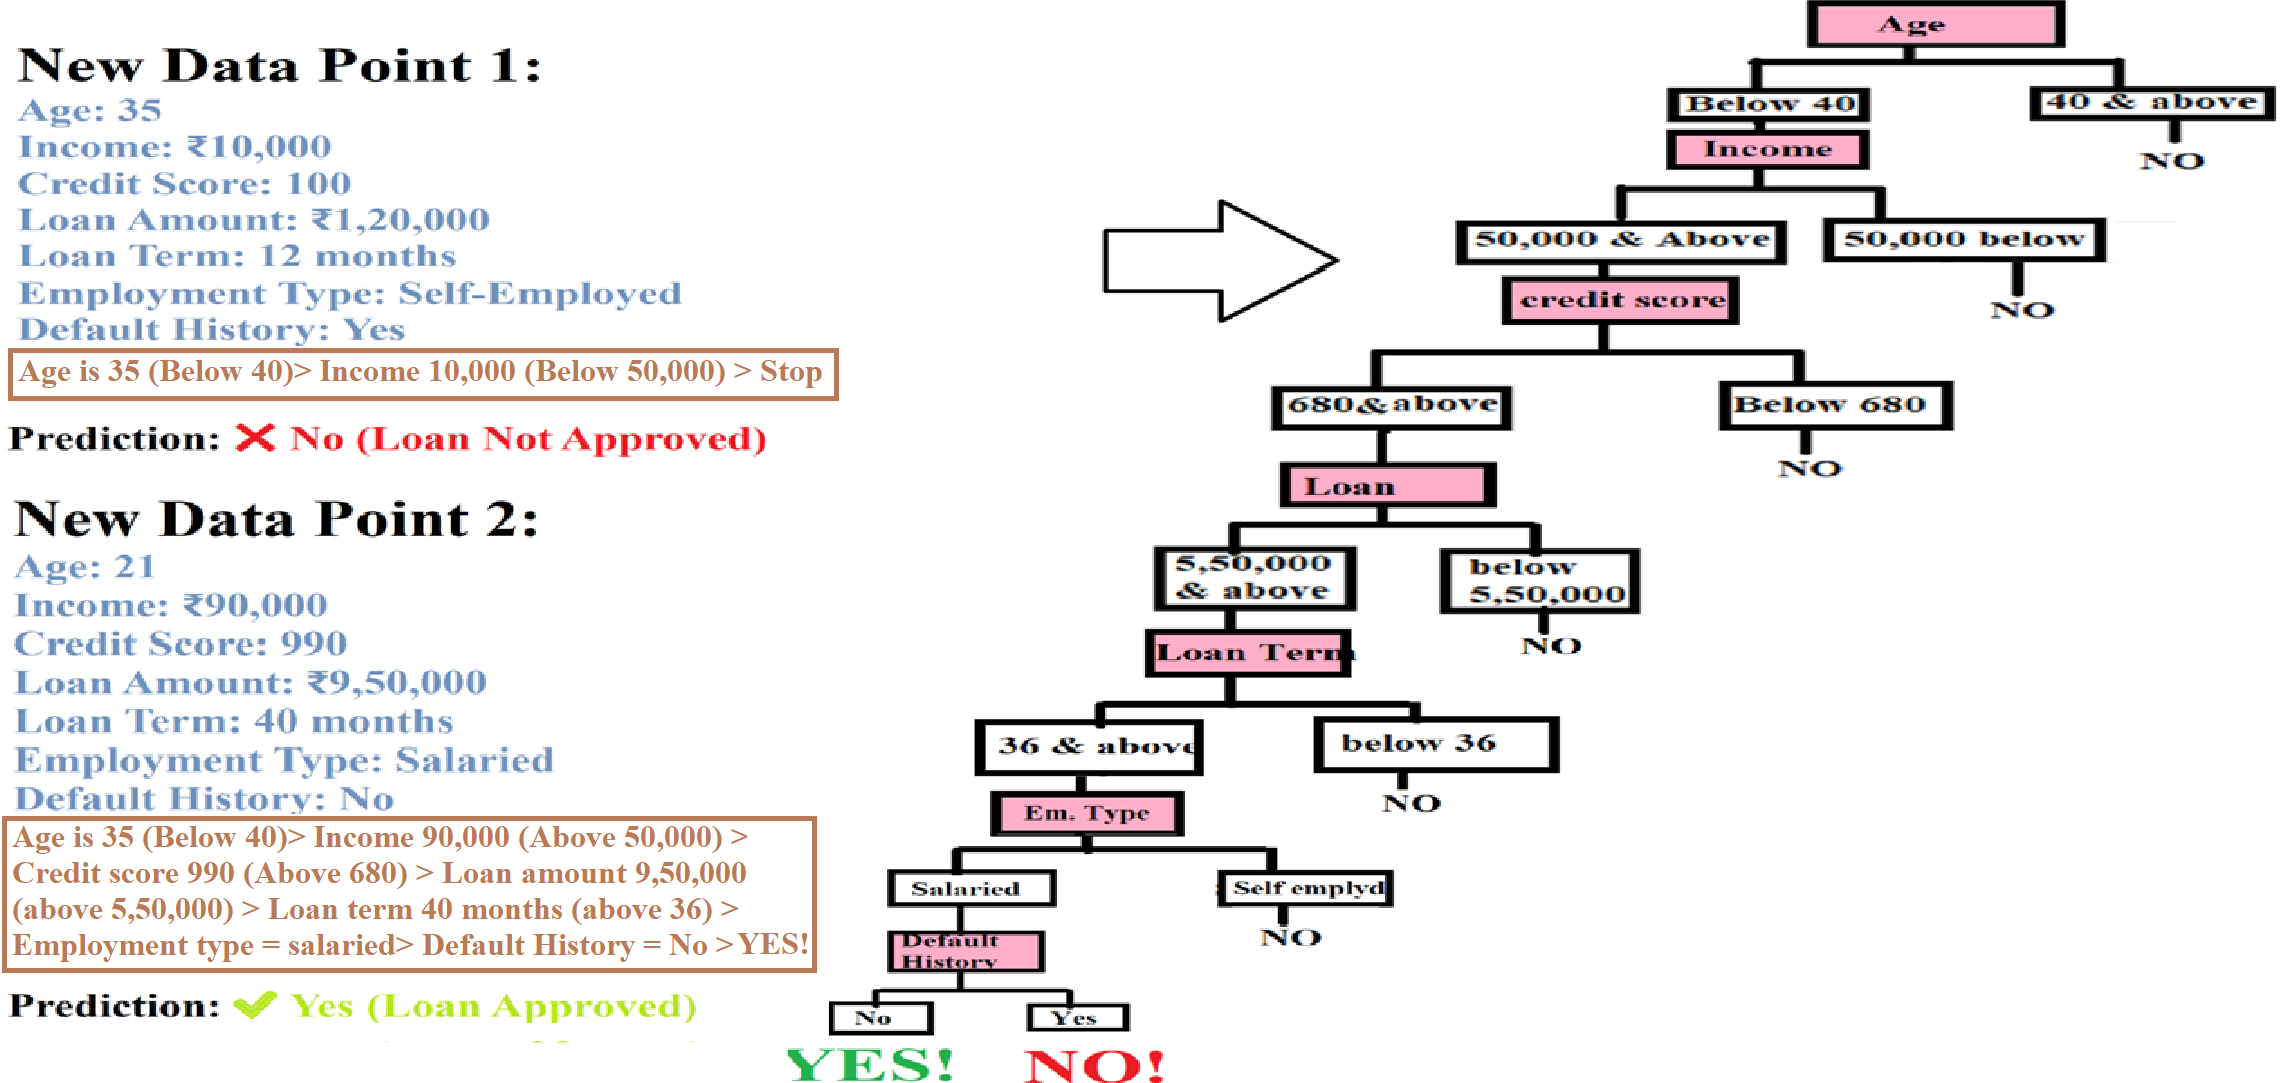 New Data Point 1:
Age: 35
Income: ₹10,000
Credit Score: 100
Loan Amount: ₹1,20,000
Loan Term: 12 months
Employment Type: Self-Employed
Default History: Yes
Age is 35 (Below 40)> Income 10,000 (Below 50,000) > Stop
Prediction: ❌ No (Loan Not Approved)
New Data Point 2:
Age: 21
Income: ₹90,000
Credit Score: 990
Loan Amount: ₹9,50,000
Loan Term: 40 months
Employment Type: Salaried
Default History: No
Age is 35 (Below 40)> Income 90,000 (Above 50,000) >
Credit score 990 (Above 680) > Loan amount 9,50,000
(above 5,50,000) > Loan term 40 months (above 36) >
Employment type = salaried> Default History = No > YES!
Prediction: ✔ Yes (Loan Approved)
Age
Below 40
40 & above
NO
Income
50,000 & Above
50,000 below
NO
credit score
680 & above
Below 680
NO
Loan
5,50,000
& above
below
5,50,000
NO
Loan Term
36 & above
below 36
NO
Em. Type
Salaried
Self emplyd
NO
Default
History
No
Yes
YES!
NO!